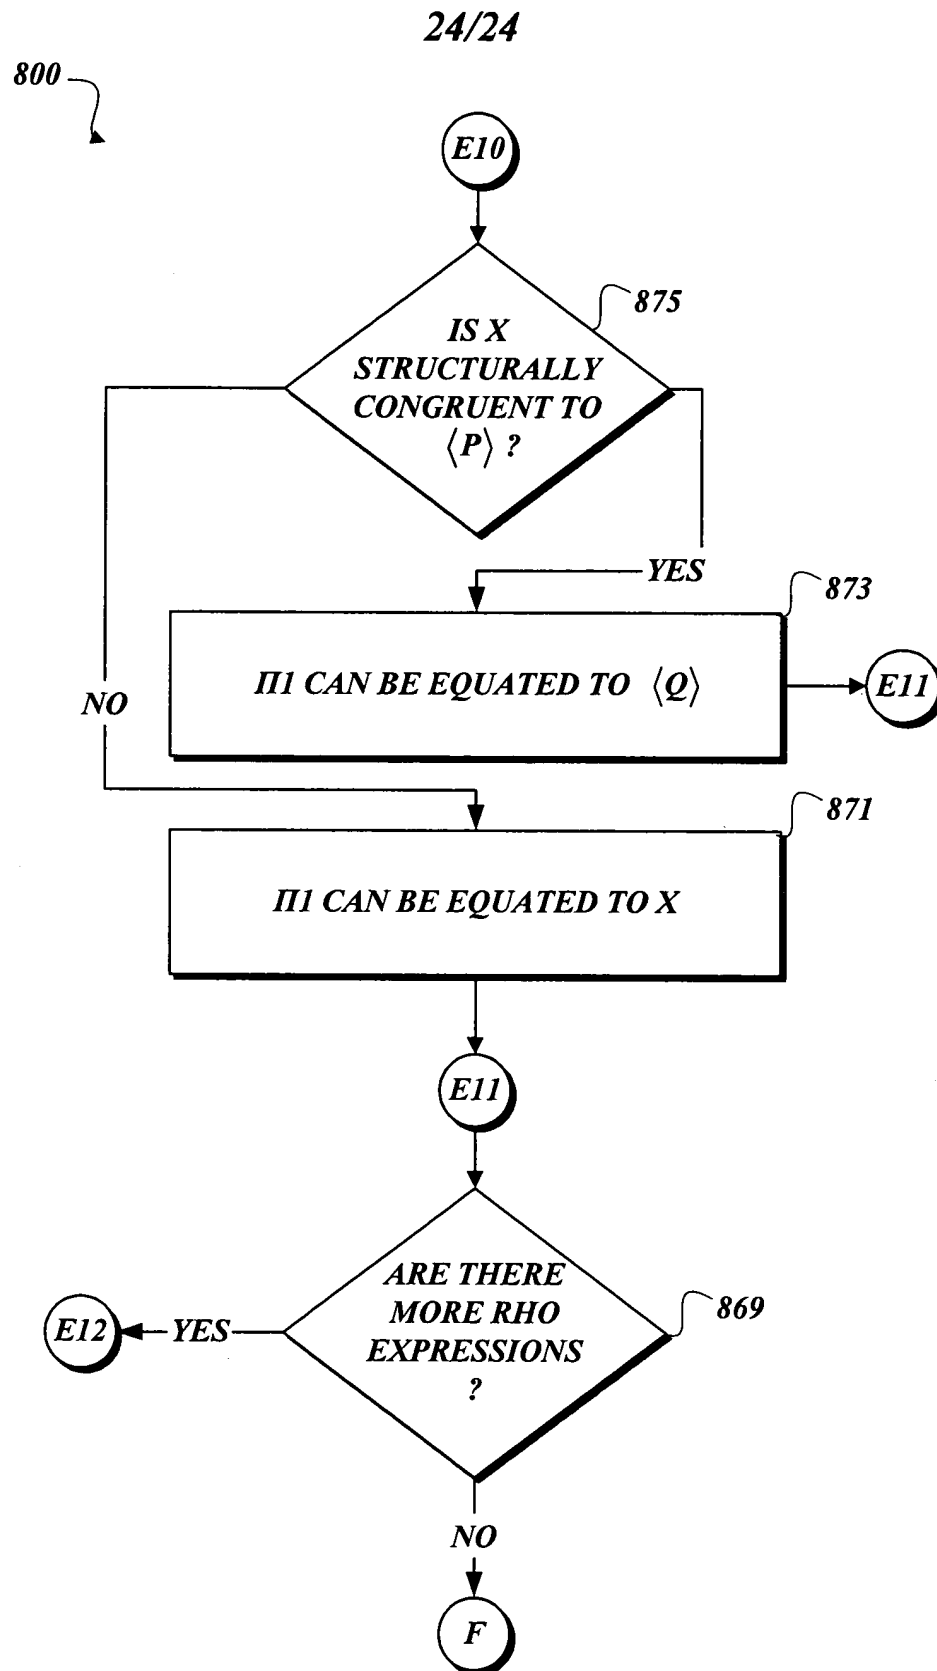 24/24
800
E10
875
IS X
STRUCTURALLY
CONGRUENT TO
⟨P⟩ ?
YES
873
Π1 CAN BE EQUATED TO ⟨Q⟩
E11
NO
871
Π1 CAN BE EQUATED TO X
E11
ARE THERE
MORE RHO
EXPRESSIONS
?
869
E12
YES
NO
F